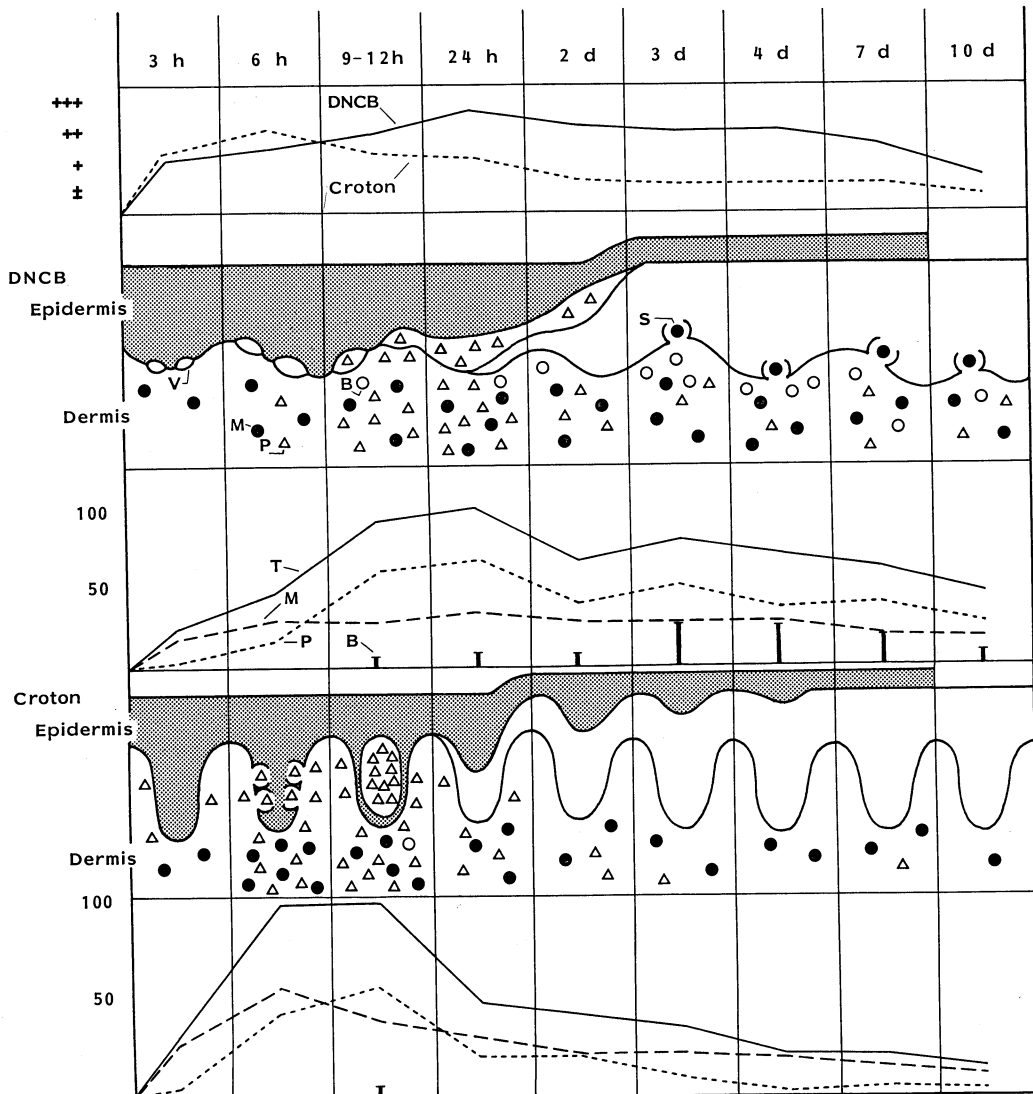 3 h 6 h 9-12h 24 h 2 d 3 d 4 d 7 d 10 d
+++
DNCB
++
+
Croton
±
DNCB
Epidermis
S
V
B
Dermis
M
P
100
T
50
M
P
B
Croton
Epidermis
Dermis
100
50